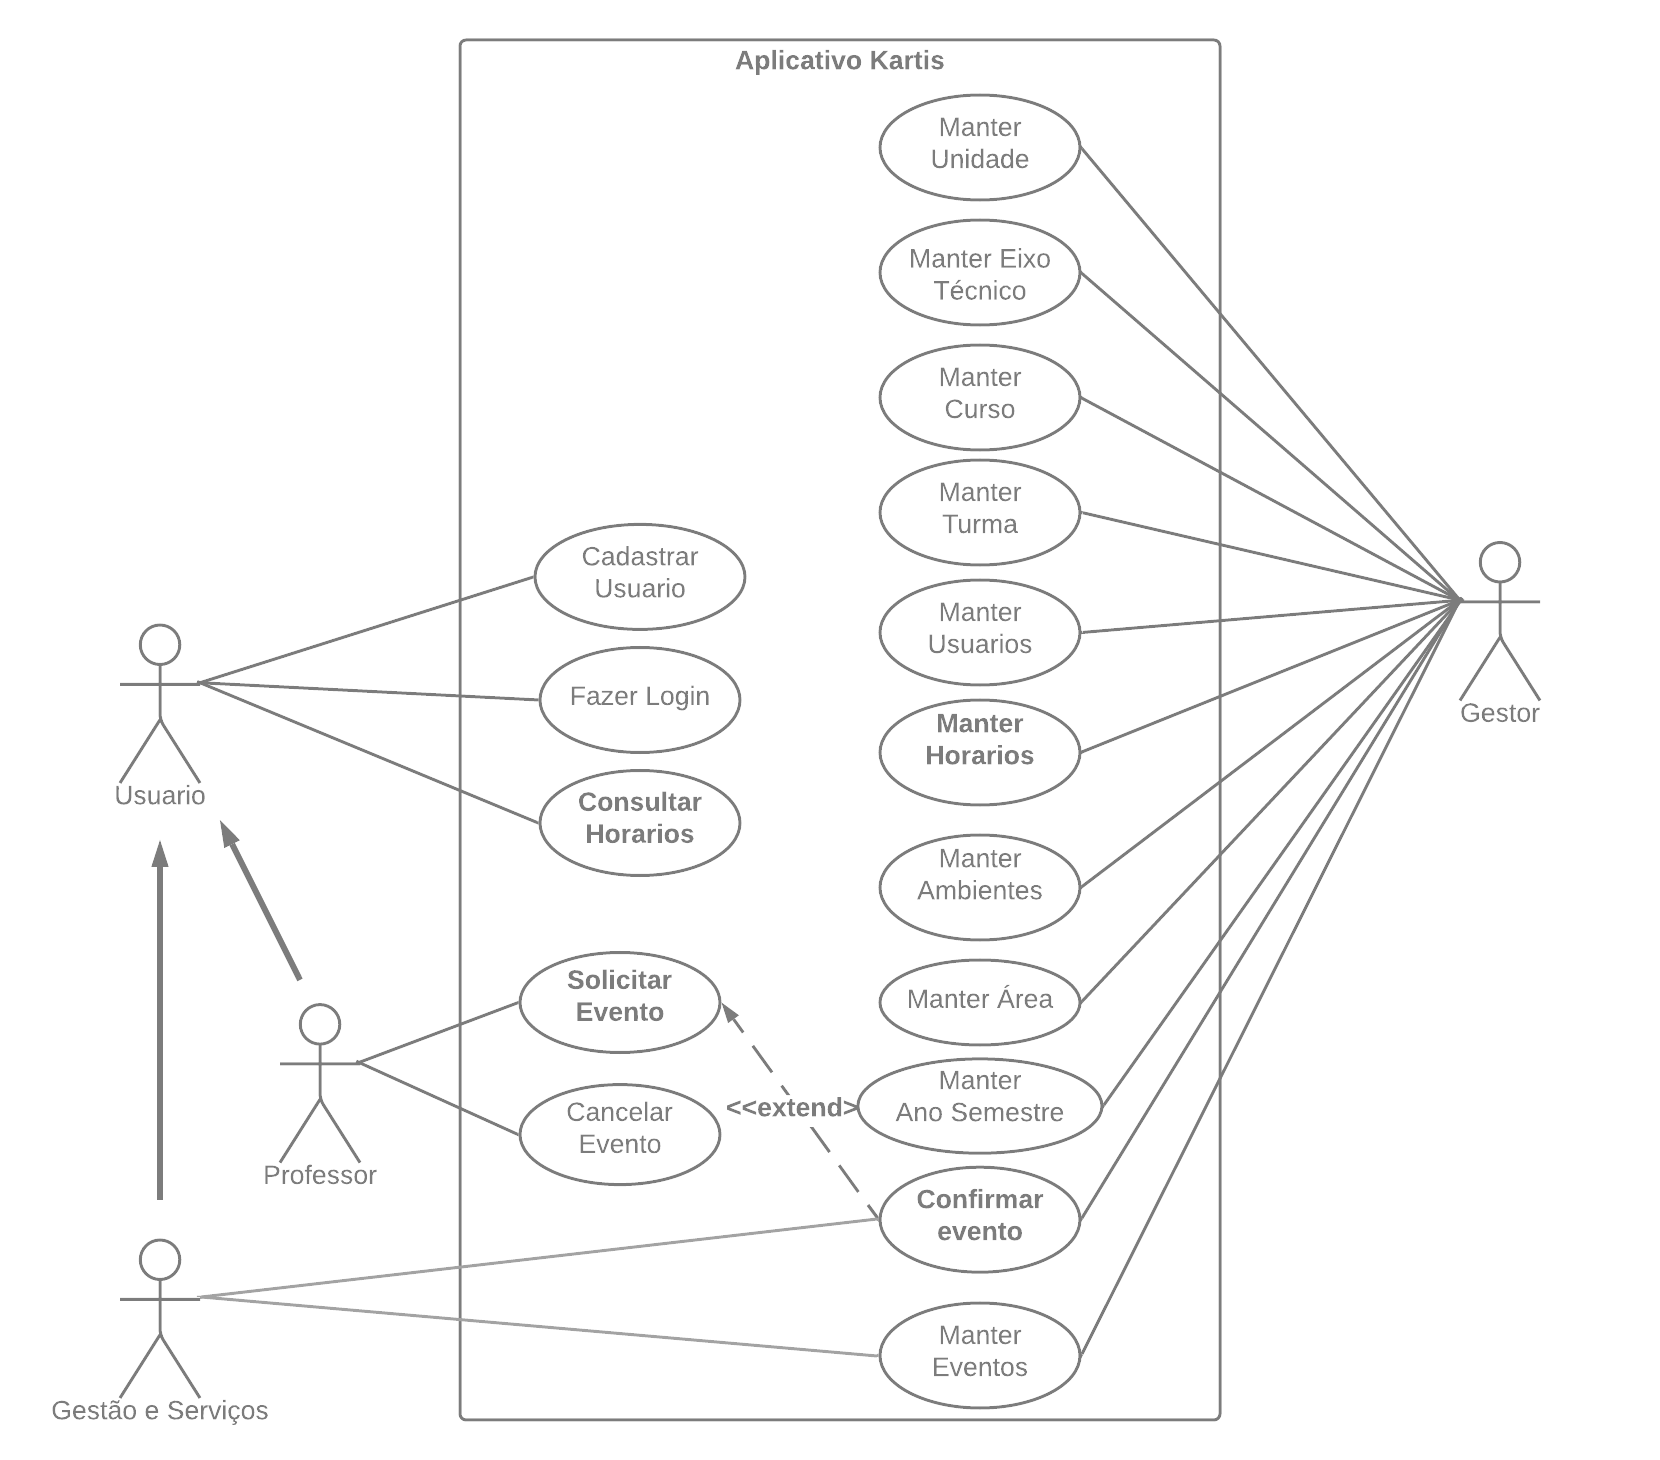 Aplicativo Kartis
Manter
Unidade
Manter Eixo
Técnico
Manter
Curso
Manter
Turma
Cadastrar
Usuario
Manter
Usuarios
Fazer Login
Manter
Horarios
Gestor
Usuario
Consultar
Horarios
Manter
Ambientes
Solicitar
Evento
Manter Área
Manter
Ano Semestre
<<extend>
Cancelar
Evento
Professor
Confirmar
evento
Manter
Eventos
Gestão e Serviços